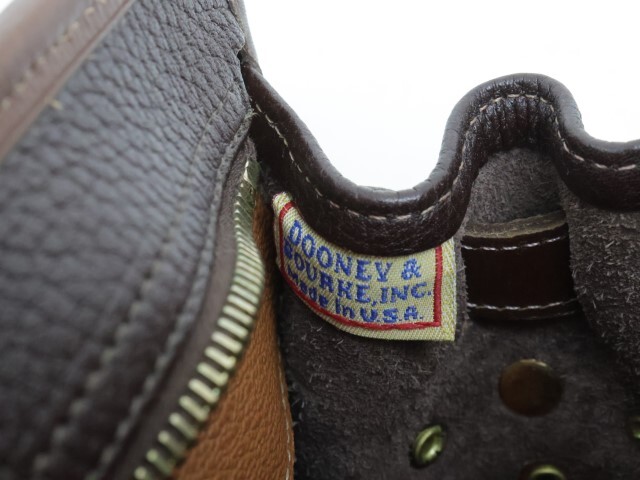 DOONEY &
BOURKE, INC.
Made in U.S.A.